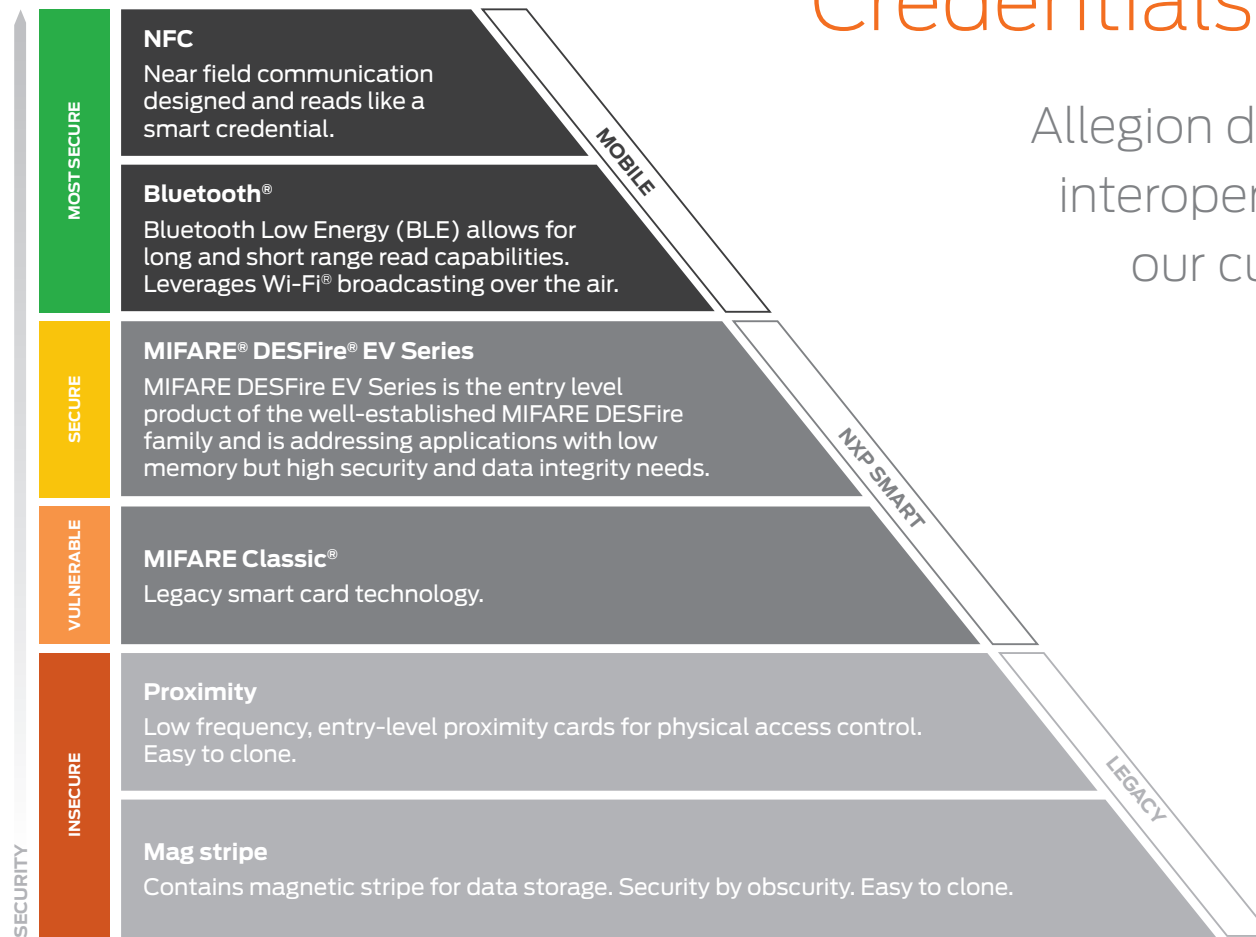 Credentials
Allegion d
interoper
our cu
MOST SECURE
NFC
Near field communication
designed and reads like a
smart credential.
MOBILE
Bluetooth®
Bluetooth Low Energy (BLE) allows for
long and short range read capabilities.
Leverages Wi-Fi® broadcasting over the air.
SECURE
MIFARE® DESFire® EV Series
MIFARE DESFire EV Series is the entry level
product of the well-established MIFARE DESFire
family and is addressing applications with low
memory but high security and data integrity needs.
NXP SMART
VULNERABLE
MIFARE Classic®
Legacy smart card technology.
INSECURE
Proximity
Low frequency, entry-level proximity cards for physical access control.
Easy to clone.
LEGACY
Mag stripe
Contains magnetic stripe for data storage. Security by obscurity. Easy to clone.
SECURITY